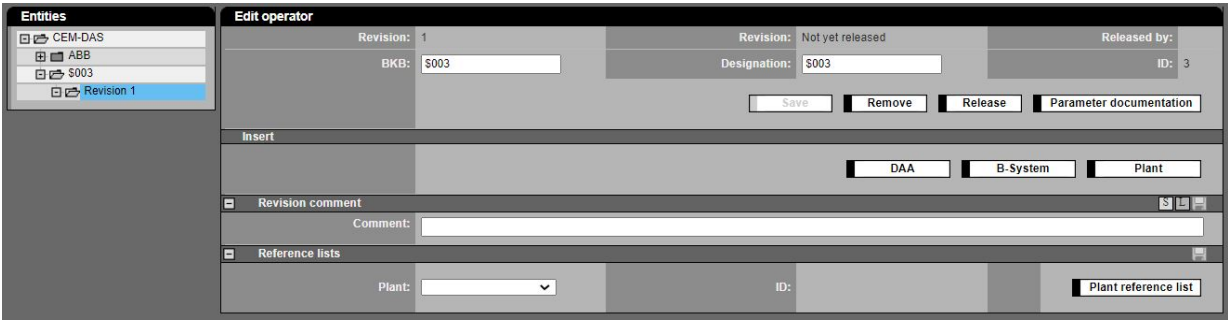 Entities
CEM-DAS
ABB
$003
Revision 1
Edit operator
Revision: 1 Revision: Not yet released Released by:
BKB: $003 Designation: $003 ID: 3
Save Remove Release Parameter documentation
Insert
DAA B-System Plant
Revision comment S L
Comment:
Reference lists
Plant: ID: Plant reference list